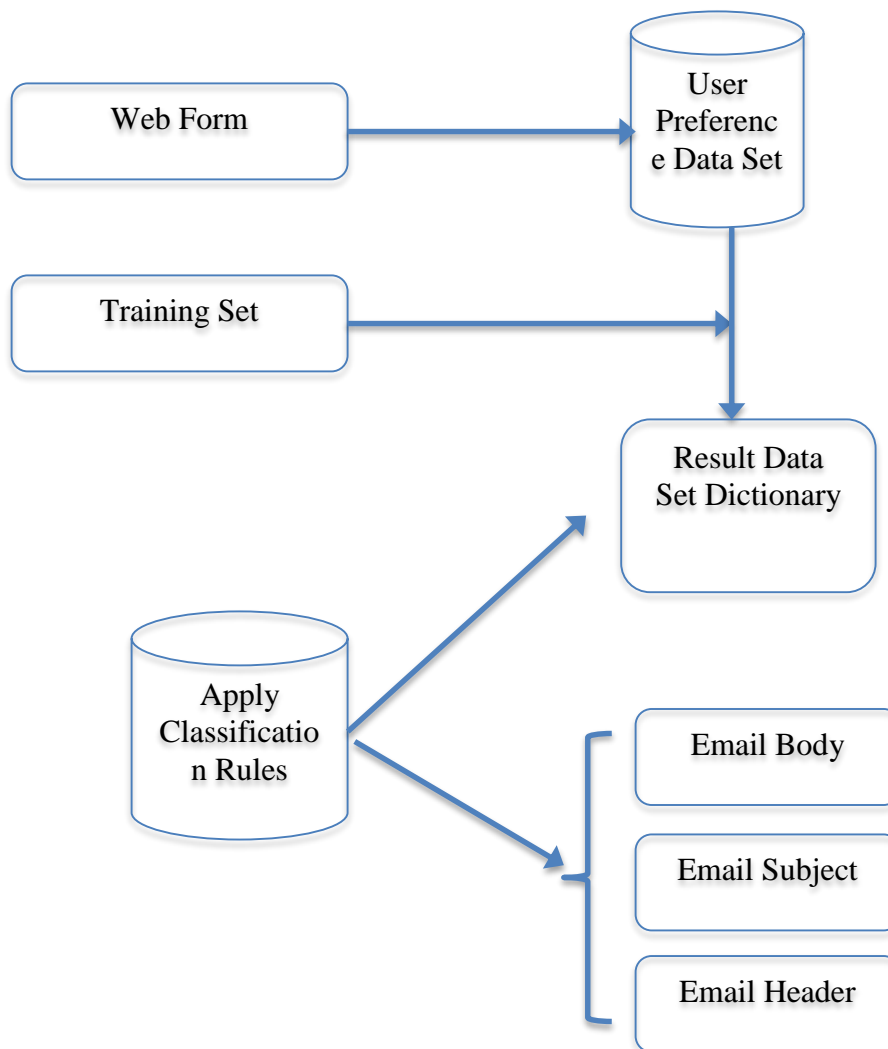 Web Form
User
Preferenc
e Data Set
Training Set
Result Data
Set Dictionary
Apply
Classificatio
n Rules
Email Body
Email Subject
Email Header